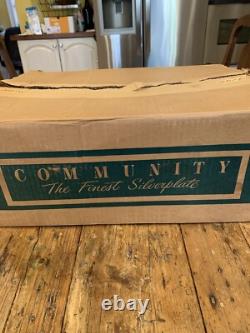 COMMUNITY
The Finest Silverplate